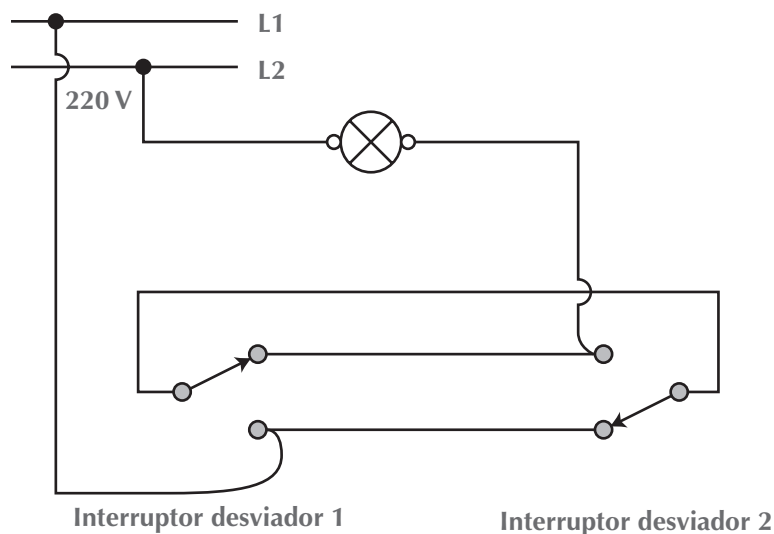 L1
L2
220 V
Interruptor desviador 1
Interruptor desviador 2